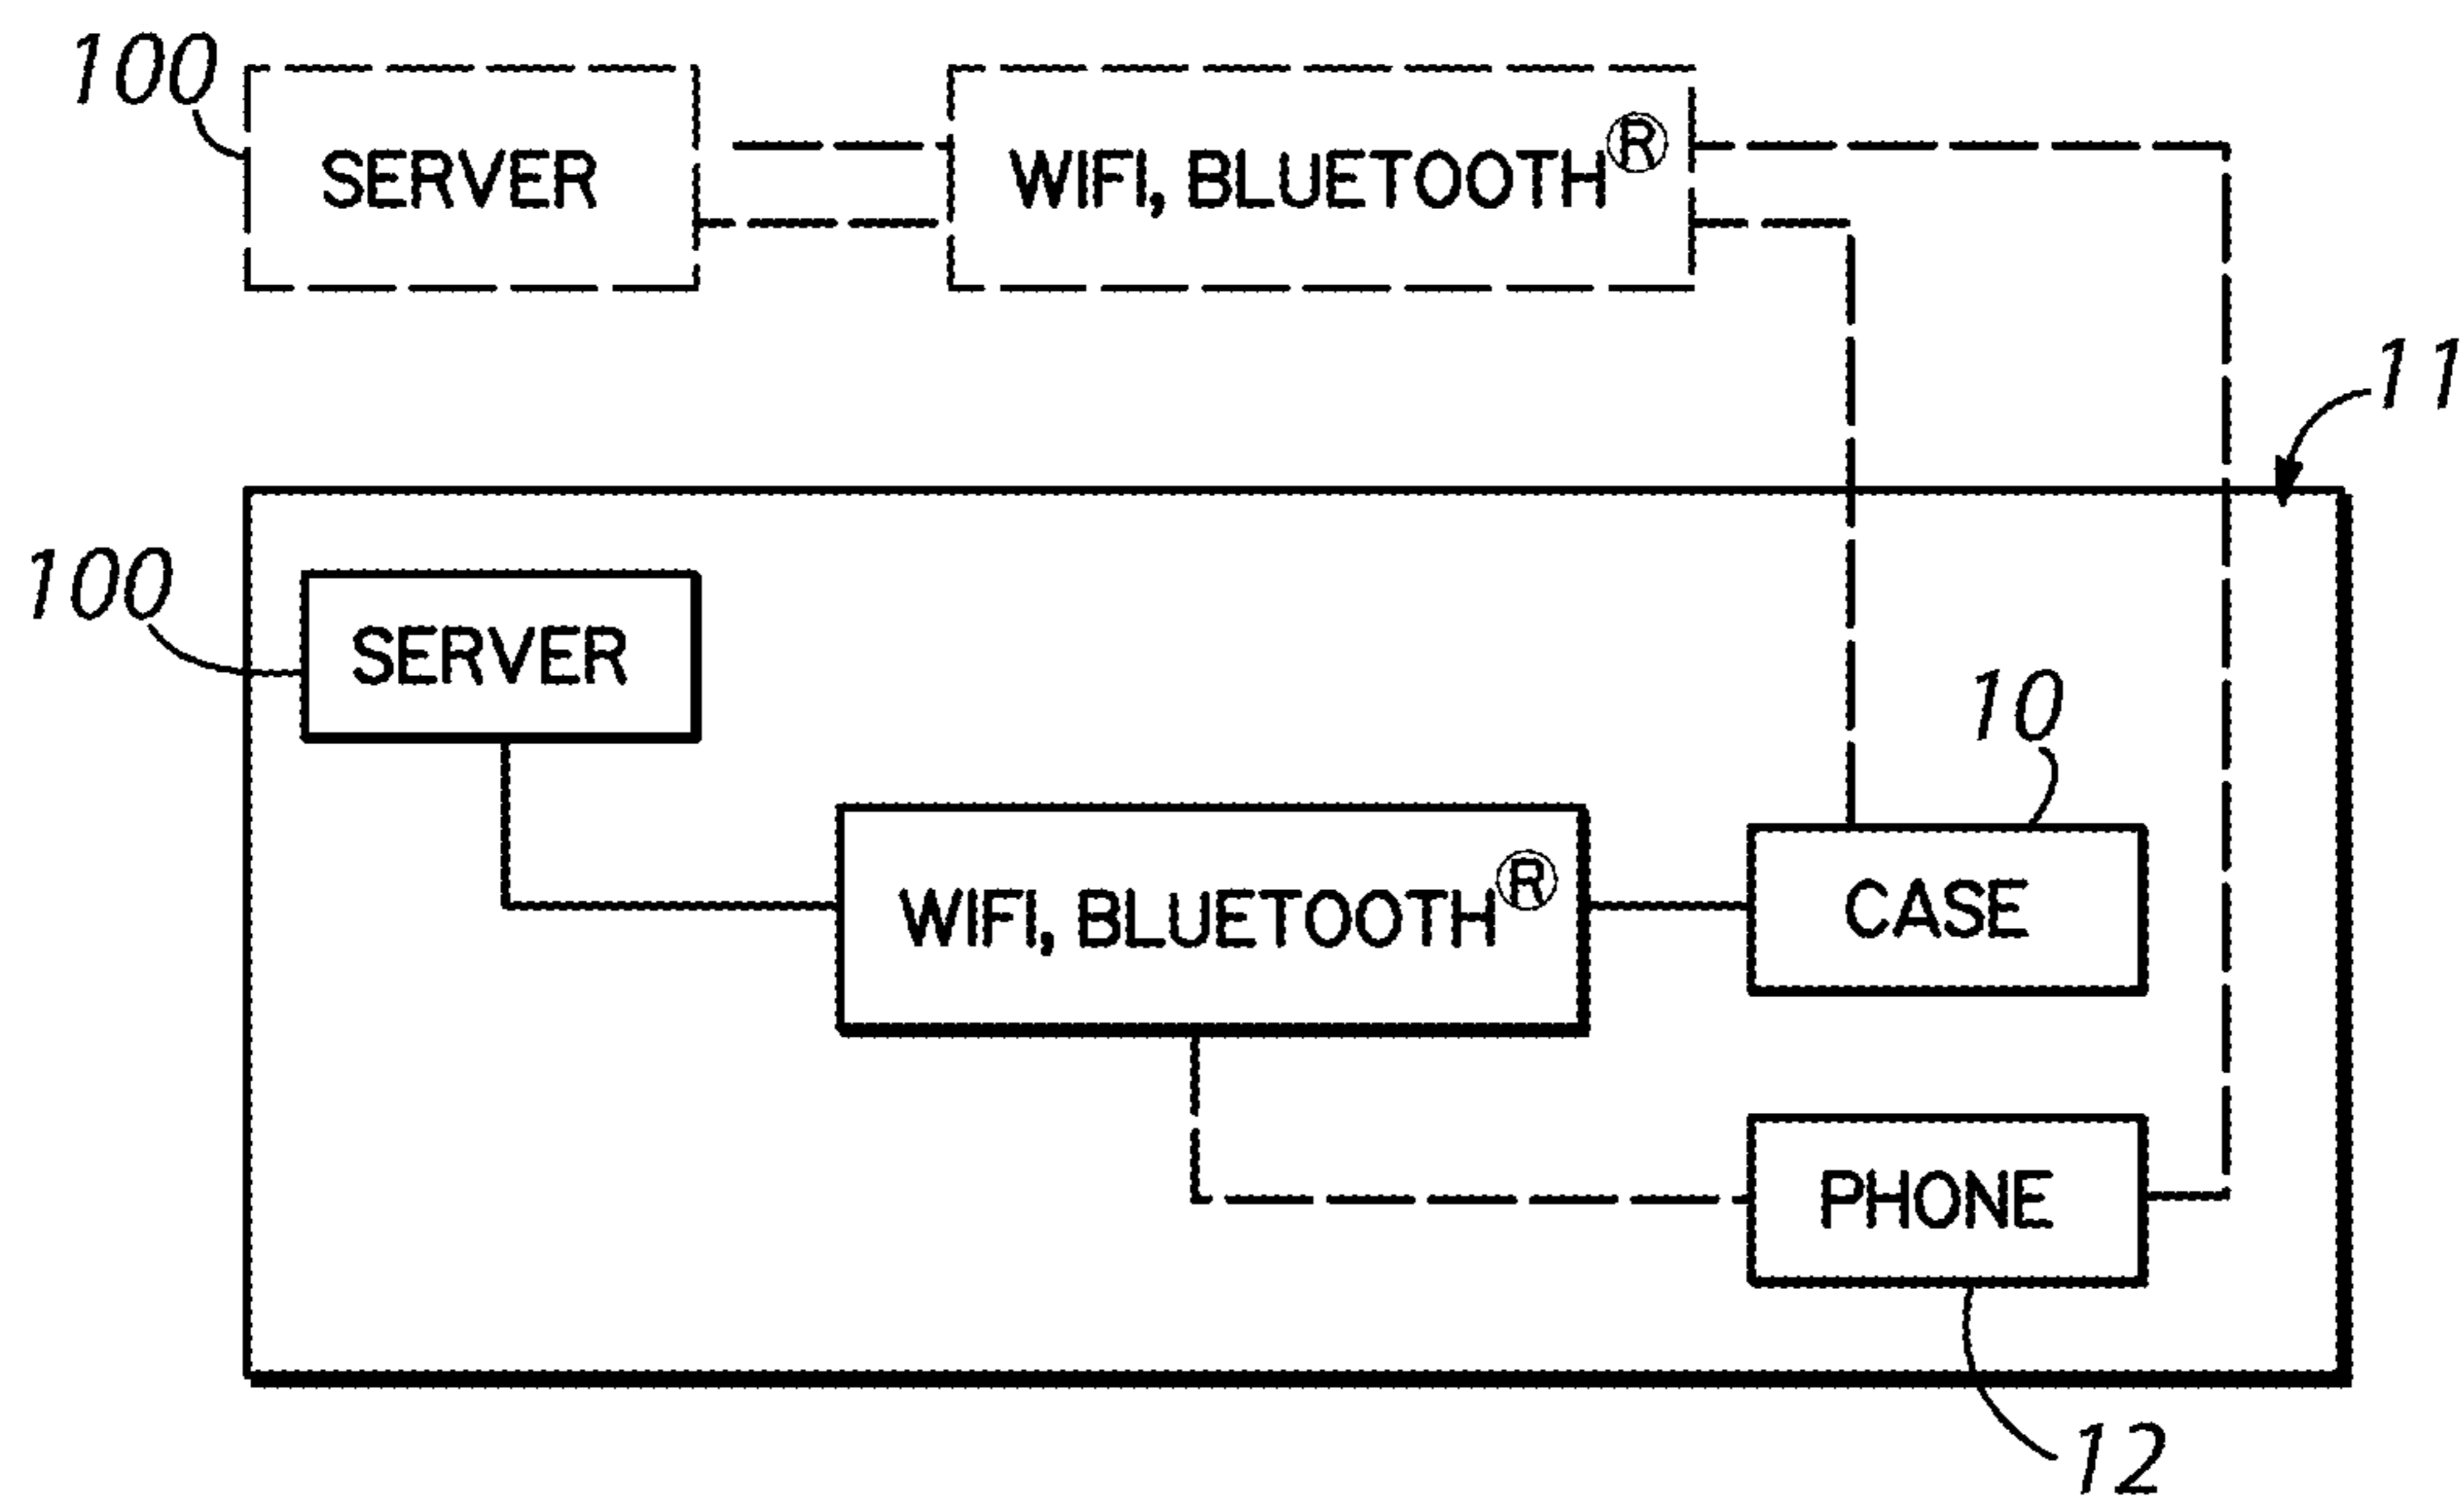 100
SERVER
WIFI, BLUETOOTH®
11
100
SERVER
10
WIFI, BLUETOOTH®
CASE
PHONE
12